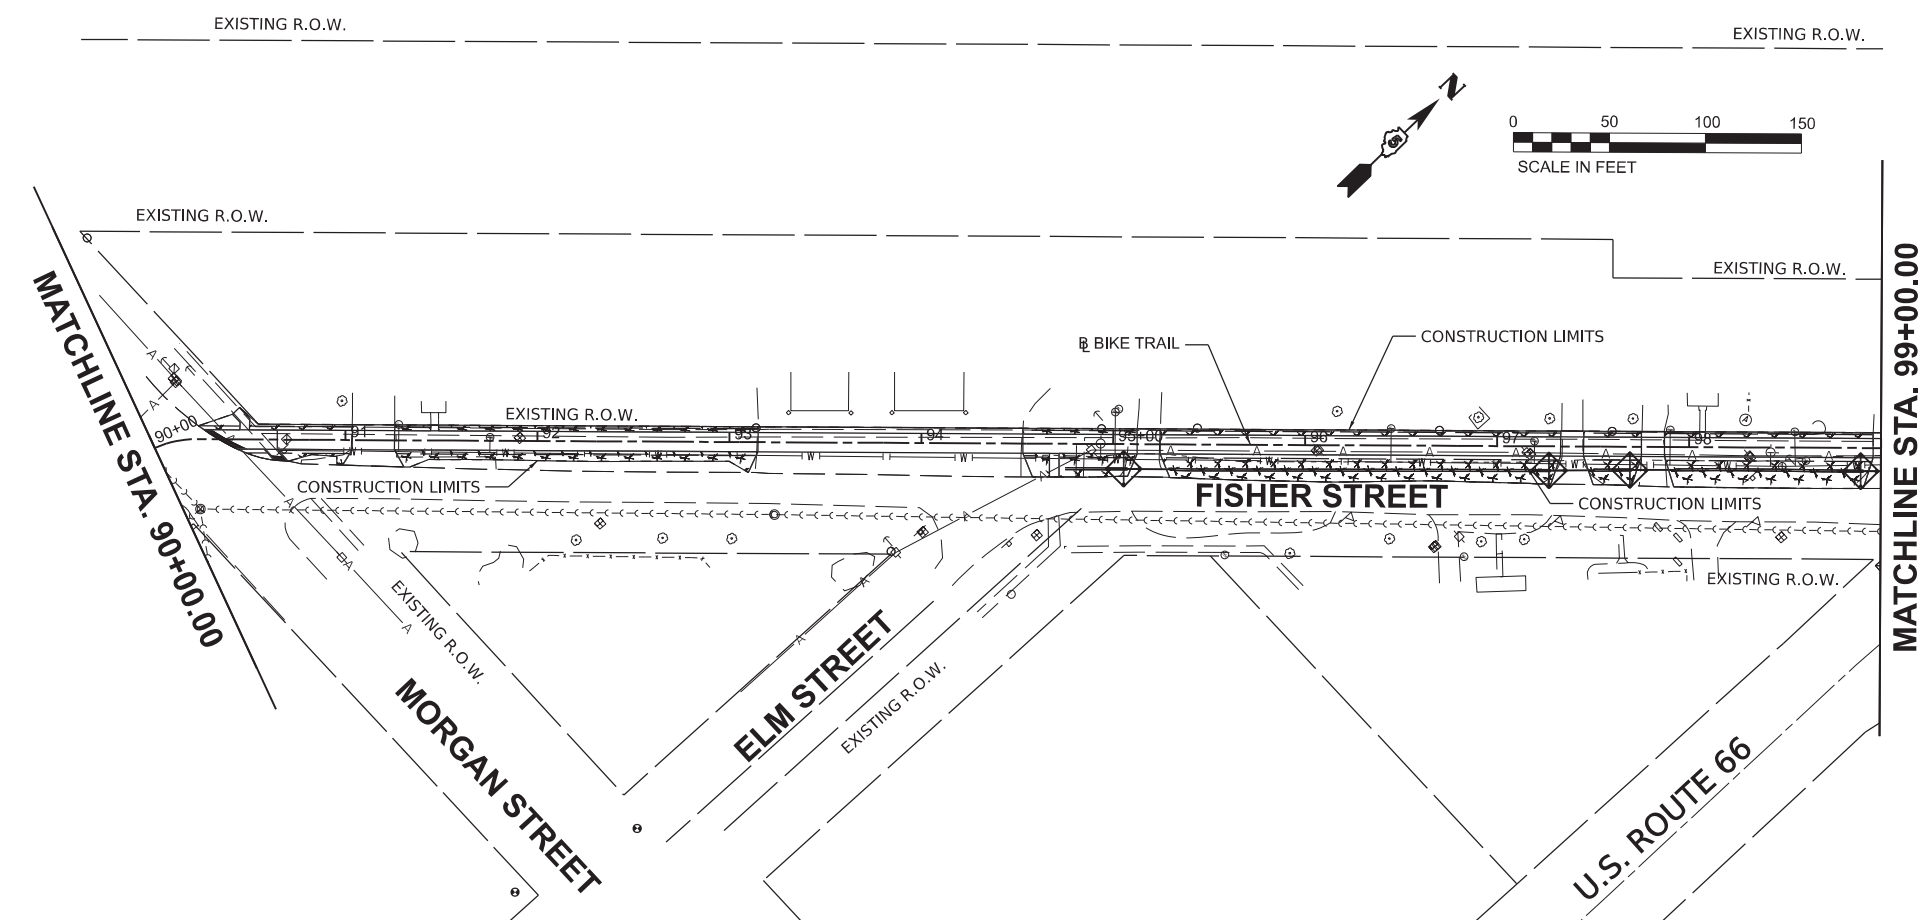 EXISTING R.O.W.
EXISTING R.O.W.
N
5
0 50 100 150
SCALE IN FEET
EXISTING R.O.W.
EXISTING R.O.W.
MATCHLINE STA. 90+00.00
MATCHLINE STA. 99+00.00
BIKE TRAIL
CONSTRUCTION LIMITS
EXISTING R.O.W.
90+00 91 92 93 94 95+00 96 97 98
CONSTRUCTION LIMITS
FISHER STREET
CONSTRUCTION LIMITS
EXISTING R.O.W.
EXISTING R.O.W.
MORGAN STREET
ELM STREET
EXISTING R.O.W.
U.S. ROUTE 66